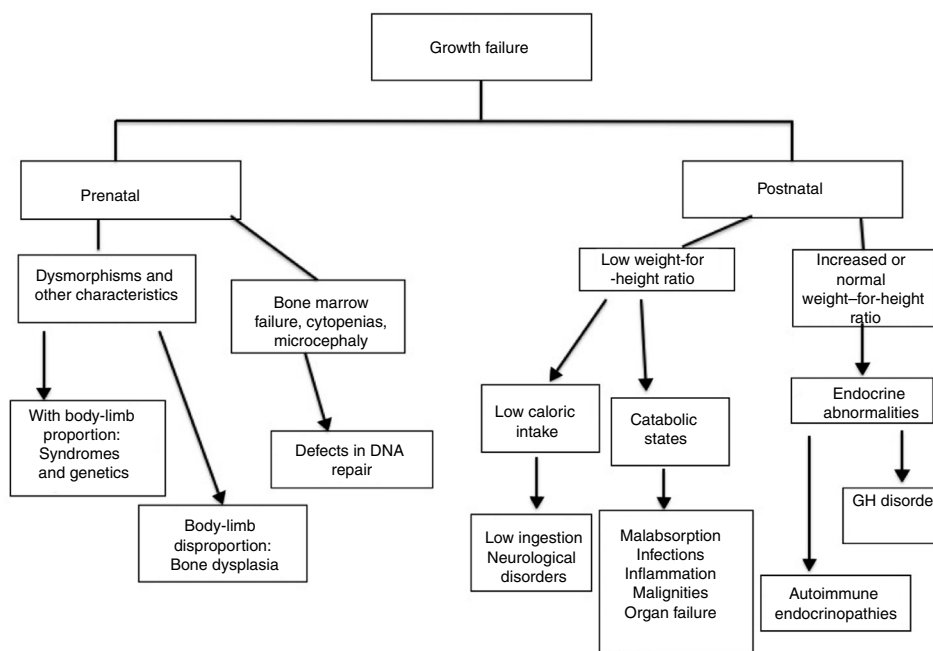 Growth failure
Prenatal
Postnatal
Dysmorphisms and
other characteristics
Bone marrow
failure, cytopenias,
microcephaly
Low weight-for
-height ratio
Increased or
normal
weight–for-height
ratio
With body-limb
proportion:
Syndromes
and genetics
Defects in DNA
repair
Body-limb
disproportion:
Bone dysplasia
Low caloric
intake
Catabolic
states
Endocrine
abnormalities
Low ingestion
Neurological
disorders
Malabsorption
Infections
Inflammation
Malignities
Organ failure
GH disorde
Autoimmune
endocrinopathies